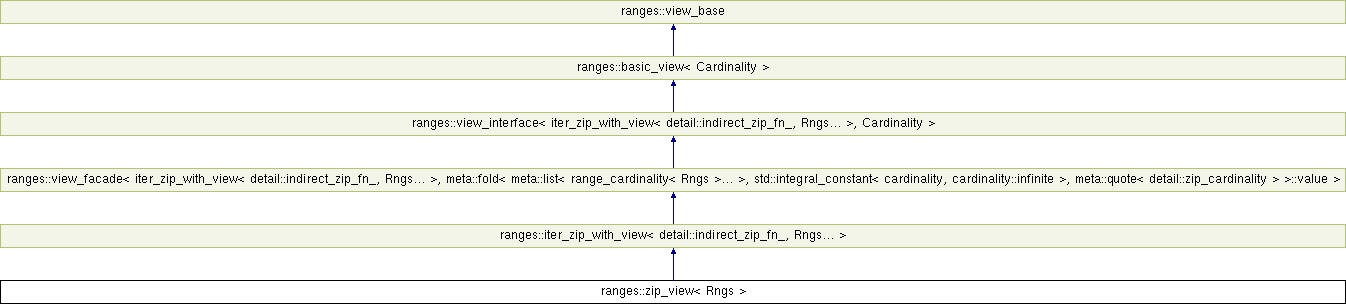 ranges::view_base
ranges::basic_view< Cardinality >
ranges::view_interface< iter_zip_with_view< detail::indirect_zip_fn_, Rngs... >, Cardinality >
ranges::view_facade< iter_zip_with_view< detail::indirect_zip_fn_, Rngs... >, meta::fold< meta::list< range_cardinality< Rngs >... >, std::integral_constant< cardinality, cardinality::infinite >, meta::quote< detail::zip_cardinality > >::value >
ranges::iter_zip_with_view< detail::indirect_zip_fn_, Rngs... >
ranges::zip_view< Rngs >